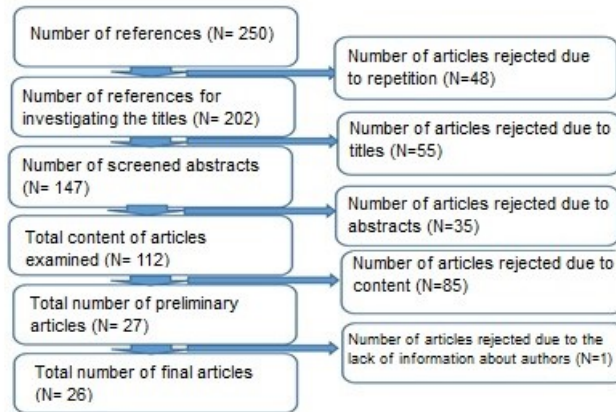 Number of references (N= 250)
Number of articles rejected due
to repetition (N=48)
Number of references for
investigating the titles (N= 202)
Number of articles rejected due to
titles (N=55)
Number of screened abstracts
(N= 147)
Number of articles rejected due to
abstracts (N=35)
Total content of articles
examined (N= 112)
Number of articles rejected due to
content (N=85)
Total number of preliminary
articles (N= 27)
Number of articles rejected due to the
lack of information about authors (N=1)
Total number of final articles
(N= 26)